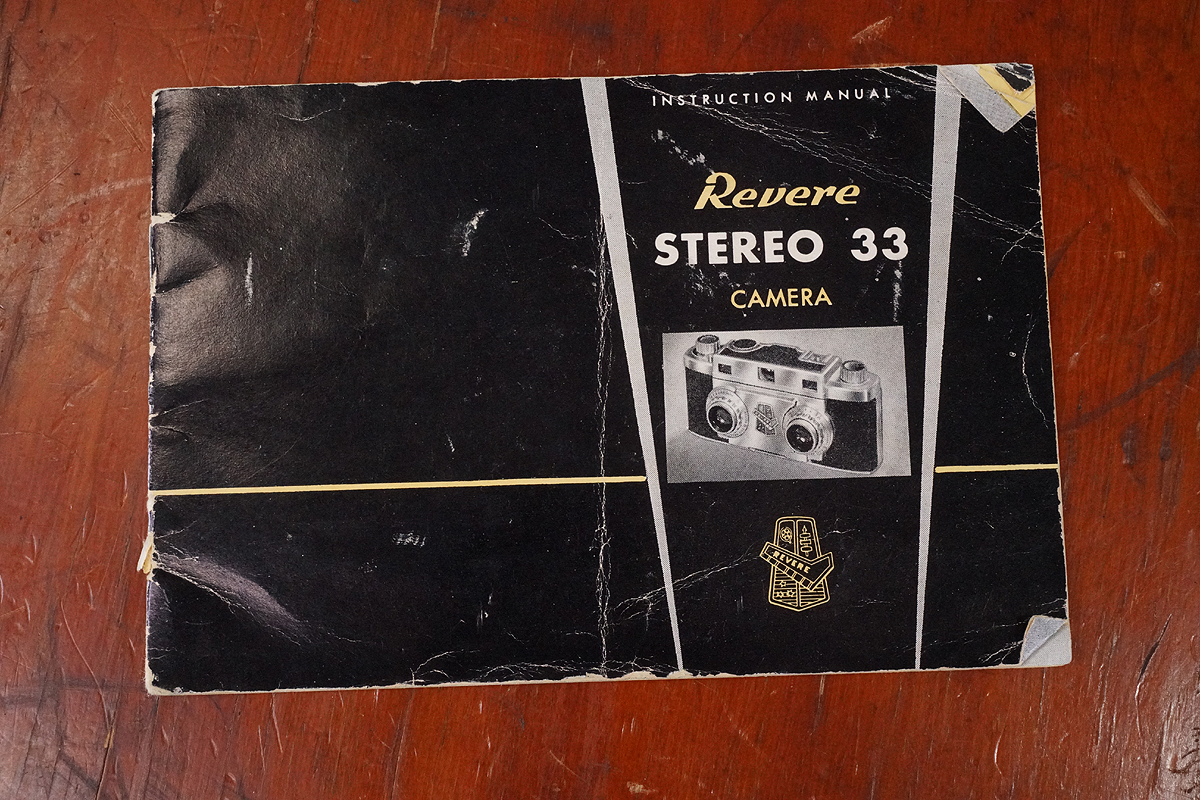 INSTRUCTION MANUAL
Revere
STEREO 33
CAMERA
REVERE